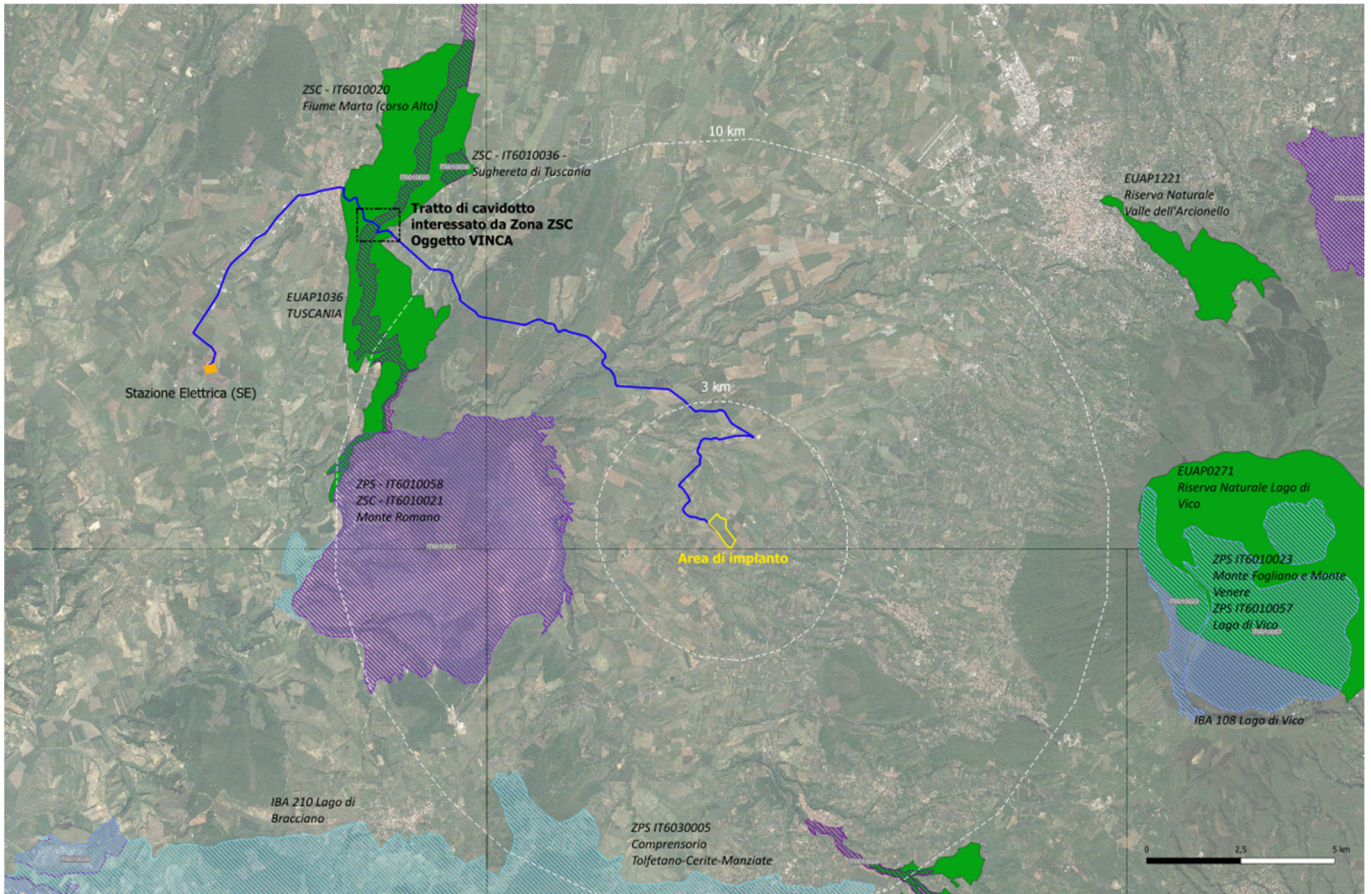 ZSC - IT6010020
Fiume Marta (corso Alto)
10 km
ZSC - IT6010036 -
Sughereta di Tuscania
IT6010036
IT6010020
EUAP1221
Riserva Naturale
Valle dell'Arcionello
Tratto di cavidotto
interessato da Zona ZSC
Oggetto VINCA
EUAP1036
TUSCANIA
Stazione Elettrica (SE)
3 km
ZPS - IT6010058
ZSC - IT6010021
Monte Romano
IT6010021
Area di implanto
EUAP0271
Riserva Naturale Lago di
Vico
ZPS IT6010023
Monte Fogliano e Monte
Venere
ZPS IT6010057
Lago di Vico
IBA 108 Lago di Vico
IBA 210 Lago di
Bracciano
ZPS IT6030005
Comprensorio
Tolfetano-Cerite-Manziate
0 2,5 5 km